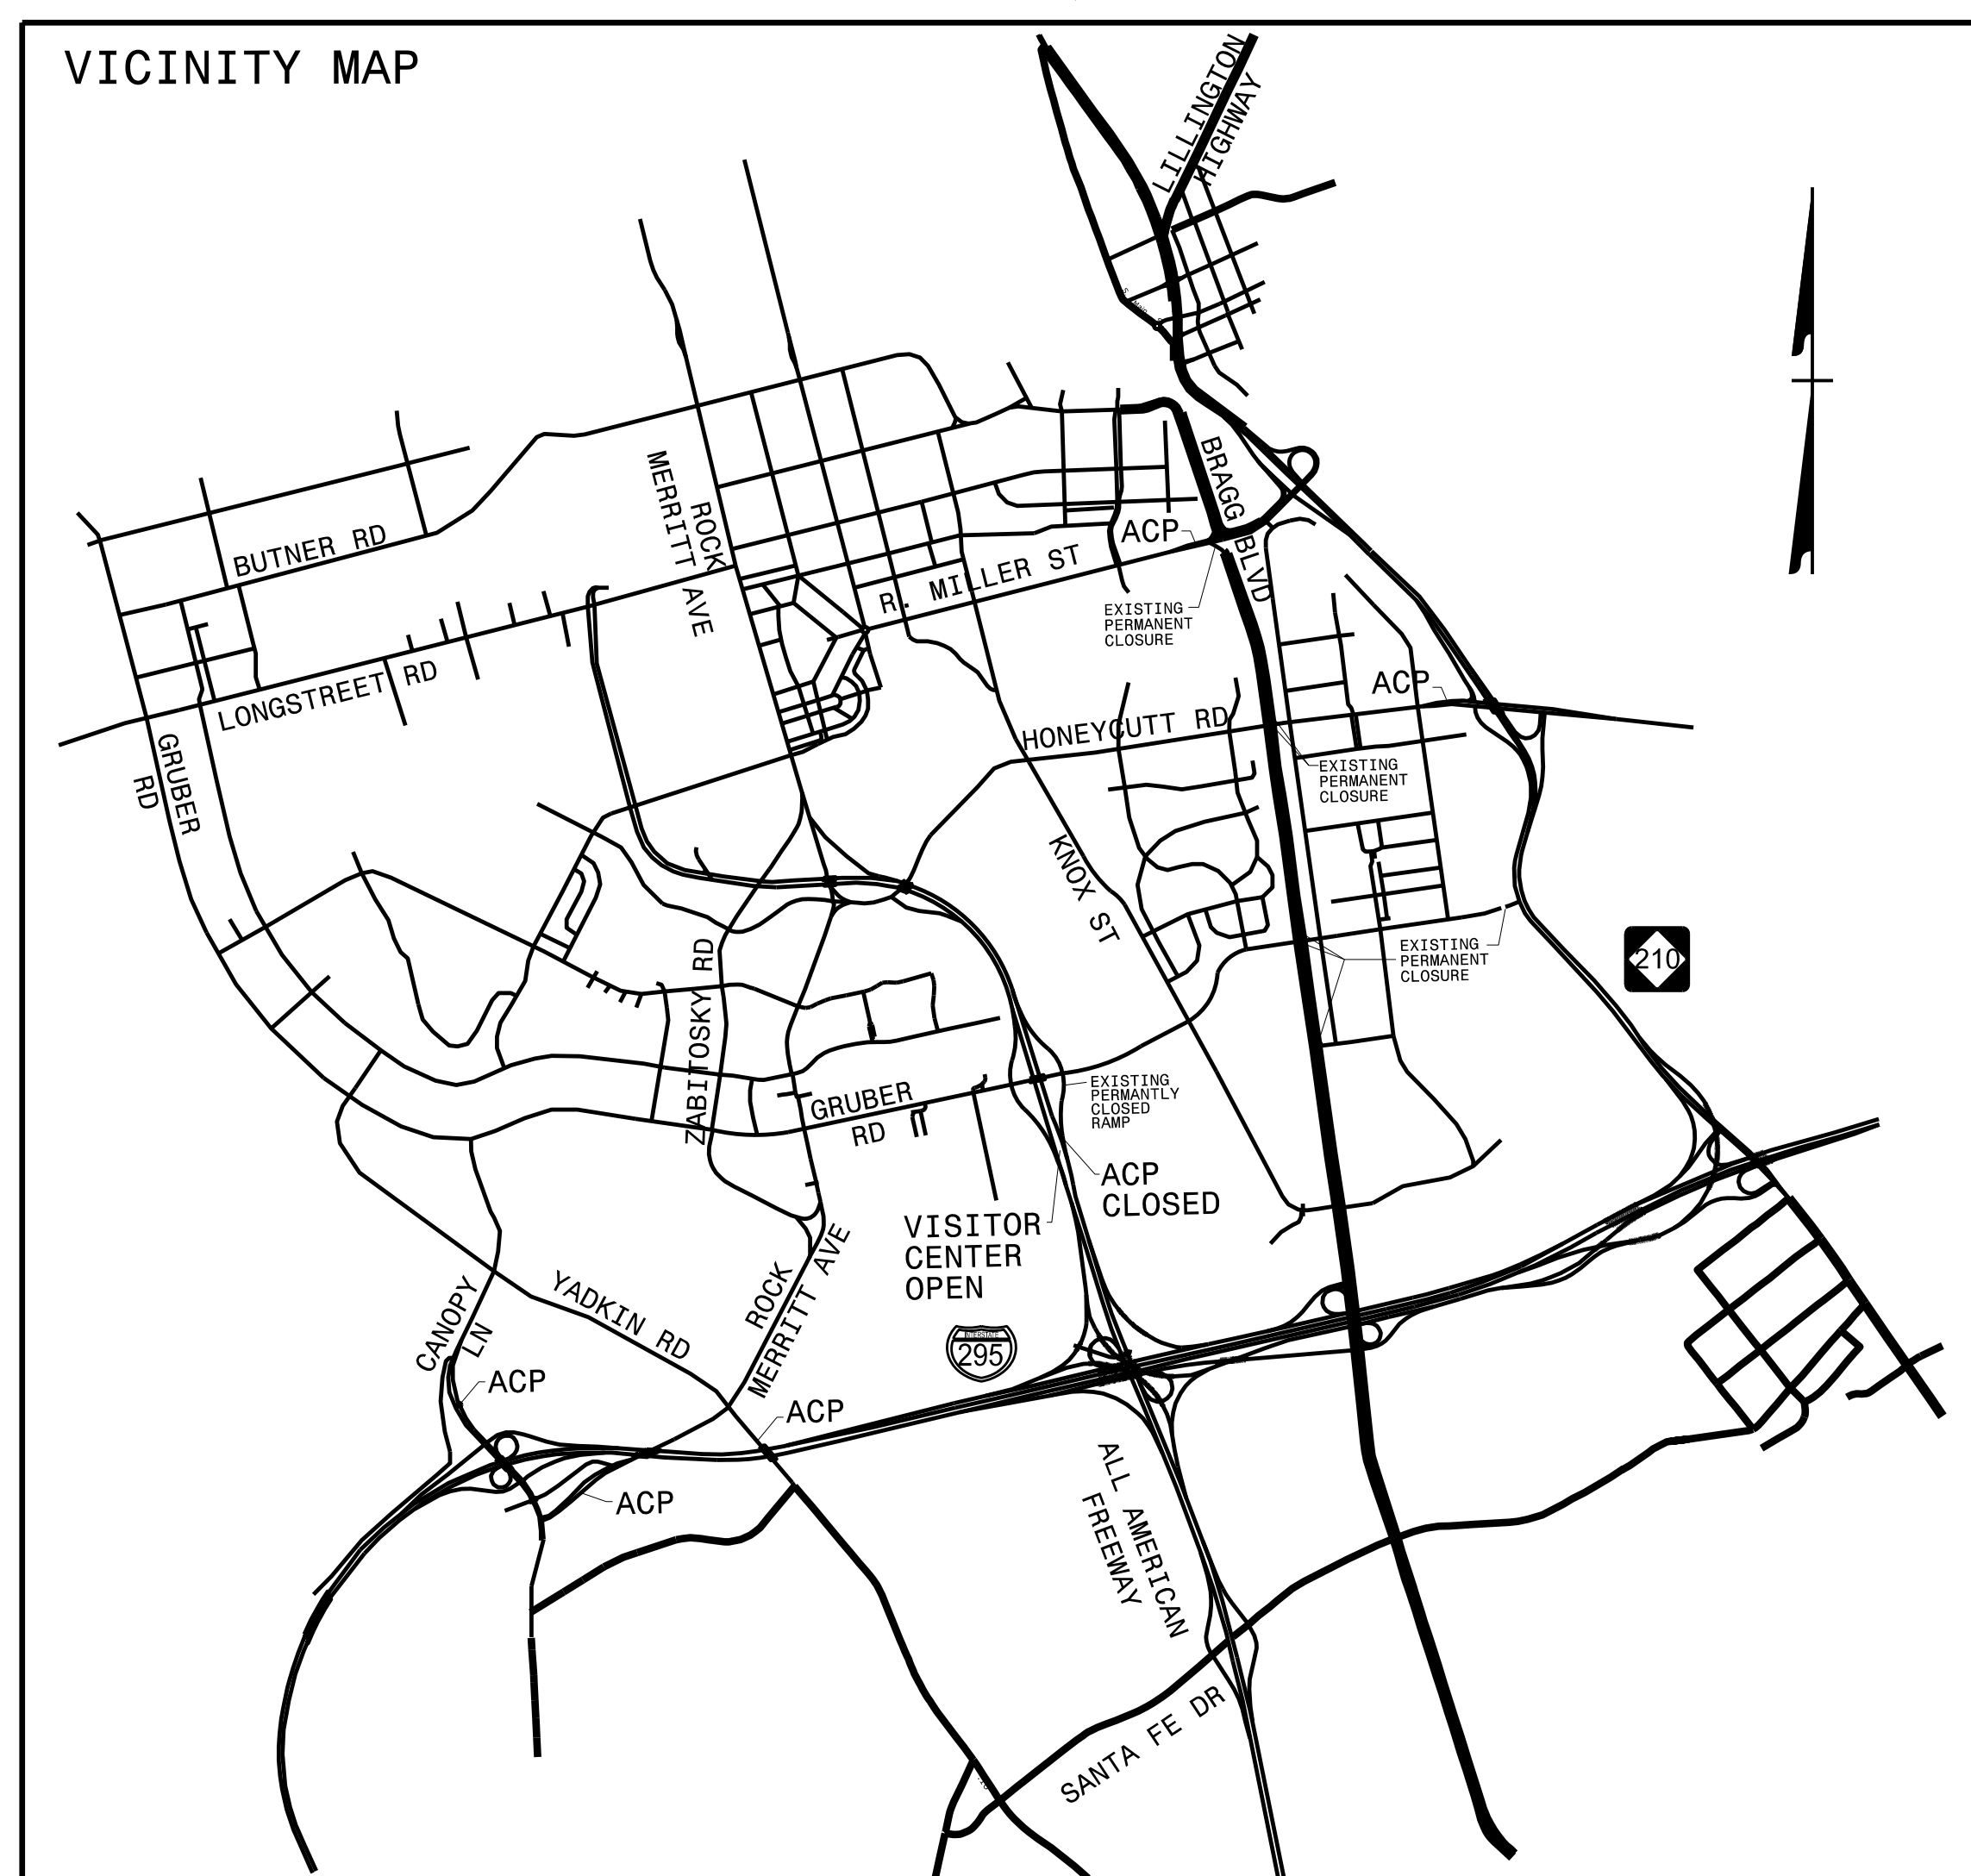 VICINITY MAP
LILLINGTON
HIGHWAY
BRAGG BLVD
ROCK
MERRITT AVE
BUTNER RD
ACP
R. MILLER ST
EXISTING
PERMANENT
CLOSURE
LONGSTREET RD
ACP
HONEYCUTT RD
GRUBER
RD
EXISTING
PERMANENT
CLOSURE
KNOX ST
EXISTING
PERMANENT
CLOSURE
210
ZABITOSKY RD
GRUBER
RD
EXISTING
PERMANTLY
CLOSED
RAMP
ACP
CLOSED
VISITOR
CENTER
OPEN
CANOPY
LN
YADKIN RD
ROCK
MERRITT AVE
INTERSTATE
295
ACP
ACP
ACP
ALL AMERICAN
FREEWAY
SANTA FE DR